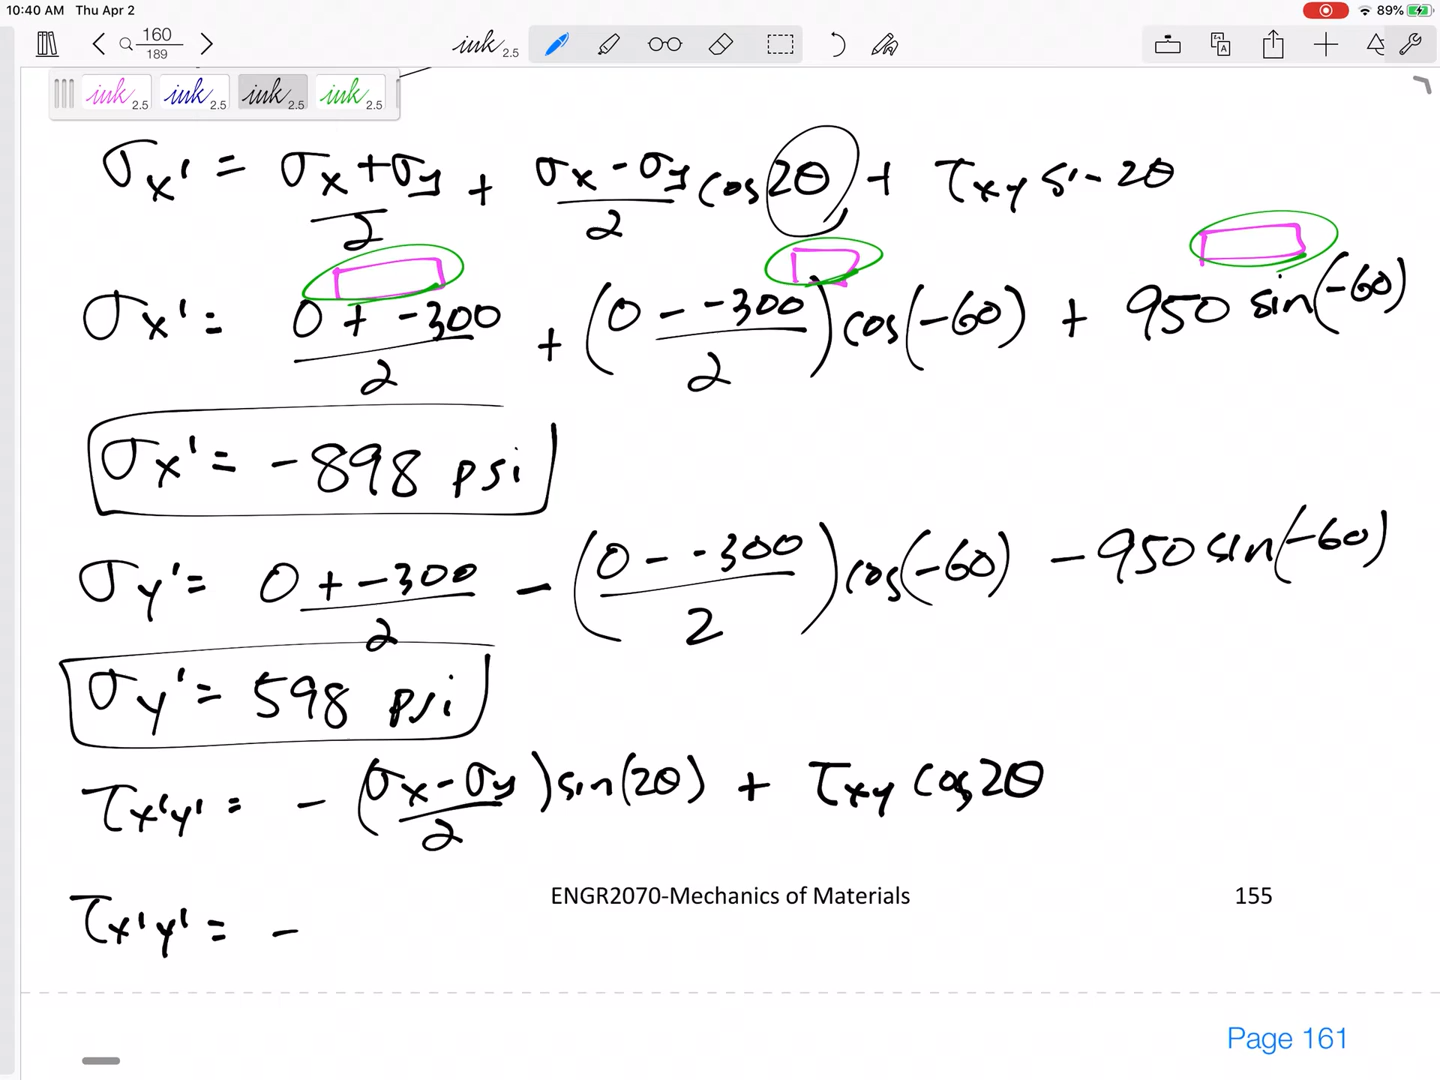 10:40 AM Thu Apr 2
89%
160
189
ink 2.5
ink 2.5 ink 2.5 ink 2.5 ink 2.5
σx' = σx + σy / 2 + σx - σy / 2 cos 2θ + τxy sin 2θ
σx' = 0 + -300 / 2 + (0 - -300 / 2) cos(-60) + 950 sin(-60)
σx' = -898 psi
σy' = 0 + -300 / 2 - (0 - -300 / 2) cos(-60) - 950 sin(-60)
σy' = 598 psi
τx'y' = - (σx - σy / 2) sin(2θ) + τxy cos 2θ
ENGR2070-Mechanics of Materials 155
τx'y' = -
Page 161